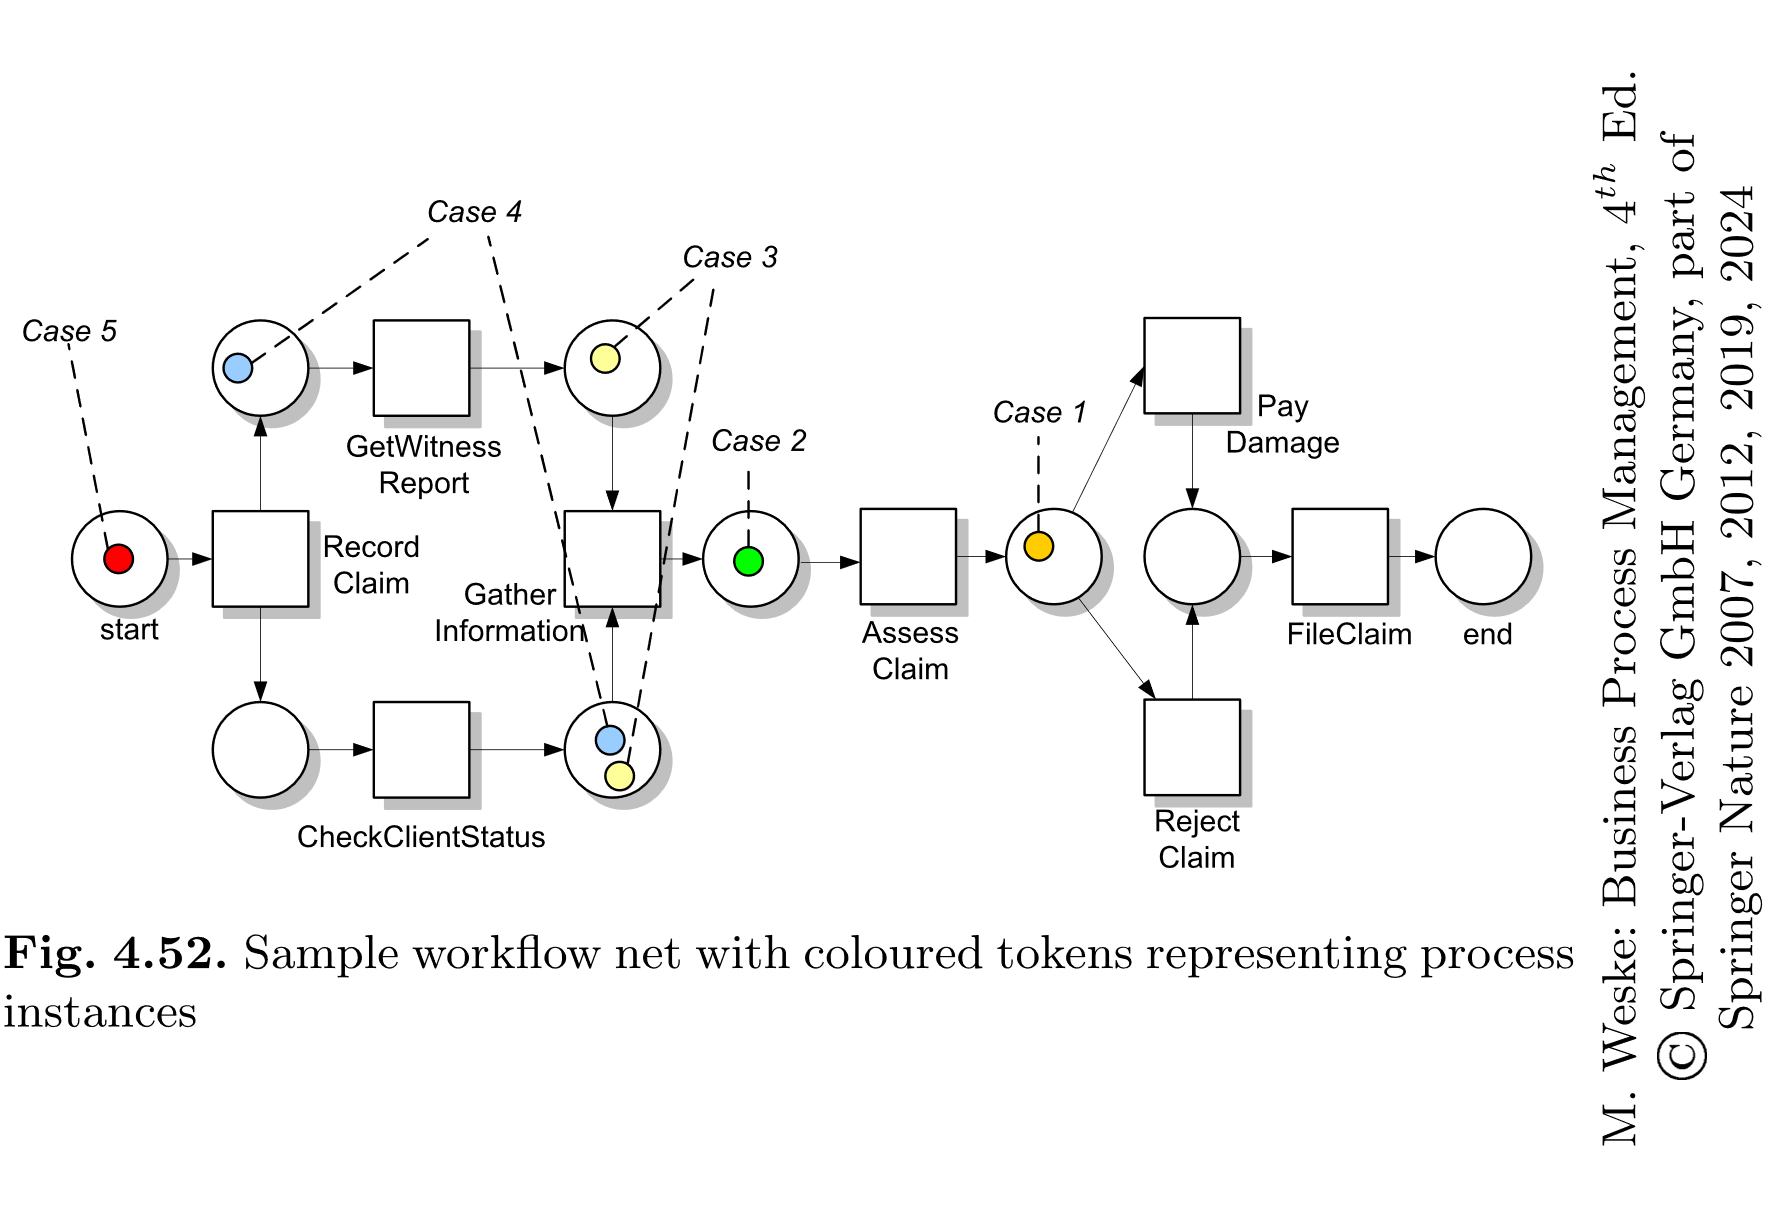 Case 4
Case 3
Case 5
Case 1
Pay
Damage
Case 2
GetWitness
Report
Record
Claim
Gather
Information
start
Assess
Claim
FileClaim
end
CheckClientStatus
Reject
Claim
Fig. 4.52. Sample workflow net with coloured tokens representing process
instances
M. Weske: Business Process Management, 4th Ed.
© Springer-Verlag GmbH Germany, part of
Springer Nature 2007, 2012, 2019, 2024